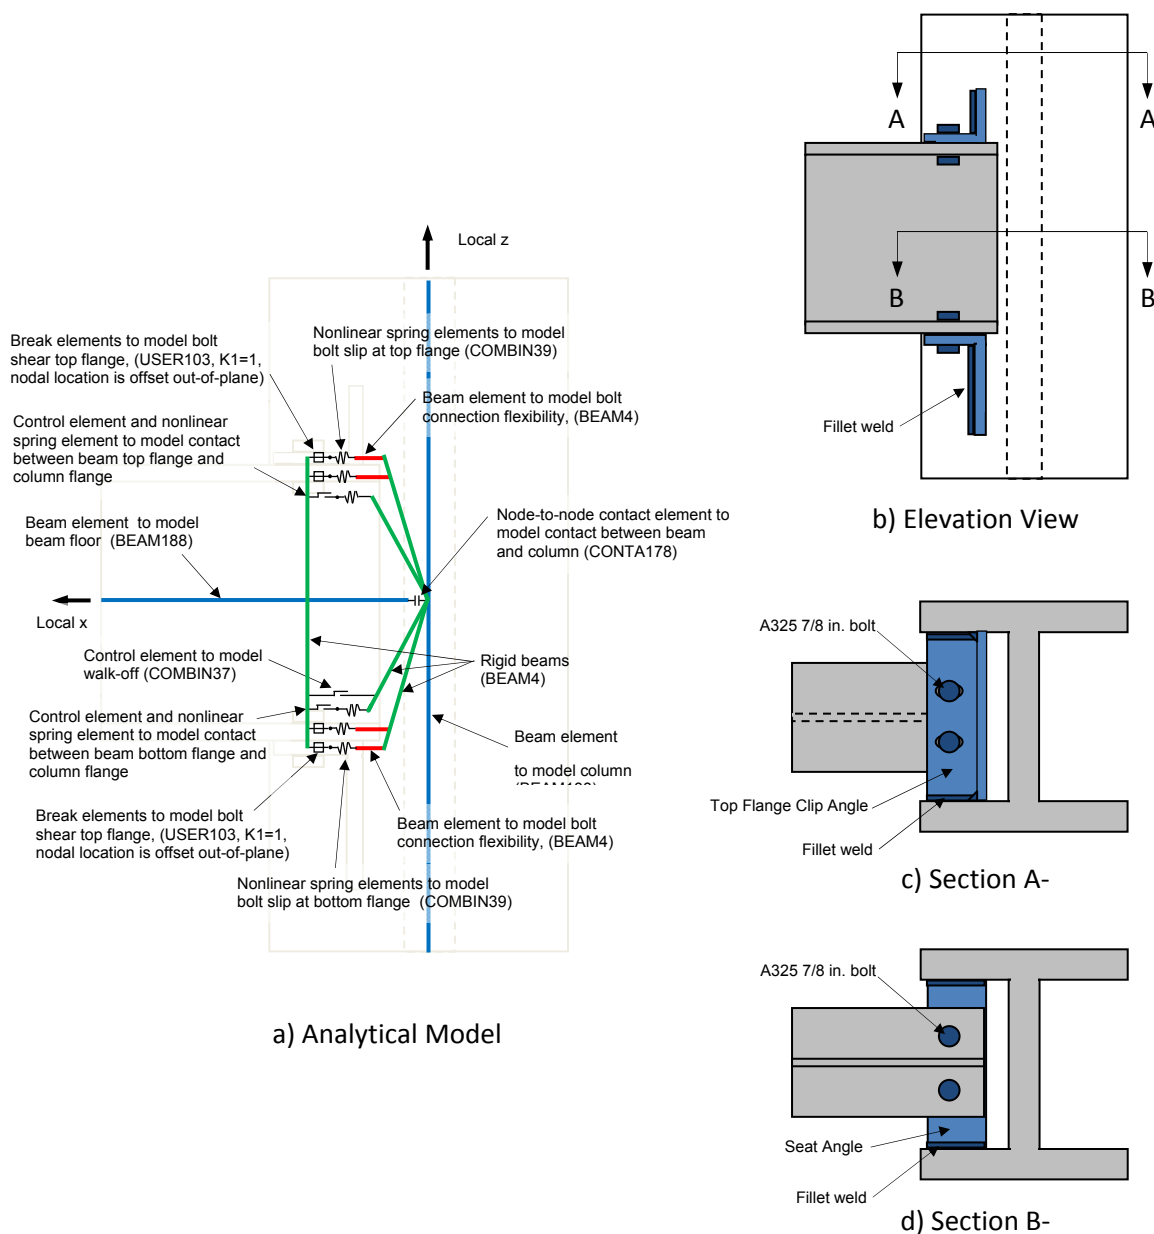 Local z
Break elements to model bolt
shear top flange, (USER103, K1=1,
nodal location is offset out-of-plane)
Nonlinear spring elements to model
bolt slip at top flange (COMBIN39)
Beam element to model bolt
connection flexibility, (BEAM4)
Control element and nonlinear
spring element to model contact
between beam top flange and
column flange
Beam element to model
beam floor (BEAM188)
Node-to-node contact element to
model contact between beam
and column (CONTA178)
Local x
Control element to model
walk-off (COMBIN37)
Rigid beams
(BEAM4)
Control element and nonlinear
spring element to model contact
between beam bottom flange and
column flange
Beam element
to model column
Break elements to model bolt
shear top flange, (USER103, K1=1,
nodal location is offset out-of-plane)
Beam element to model bolt
connection flexibility, (BEAM4)
Nonlinear spring elements to model
bolt slip at bottom flange (COMBIN39)
a) Analytical Model
A
A
B
B
Fillet weld
b) Elevation View
A325 7/8 in. bolt
Top Flange Clip Angle
Fillet weld
c) Section A-
A325 7/8 in. bolt
Seat Angle
Fillet weld
d) Section B-